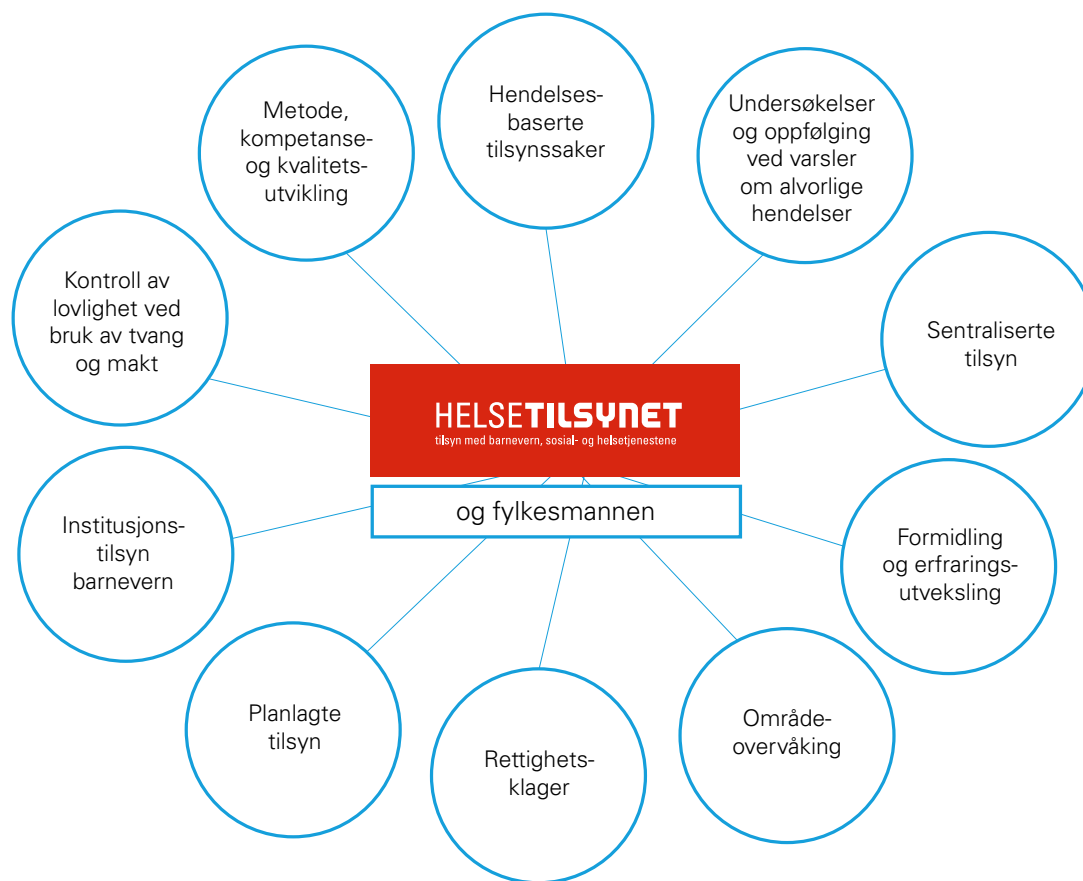 Hendelses-
baserte
tilsynssaker
Metode,
kompetanse-
og kvalitets-
utvikling
Undersøkelser
og oppfølging
ved varsler
om alvorlige
hendelser
Kontroll av
lovlighet ved
bruk av tvang
og makt
Sentraliserte
tilsyn
HELSETILSYNET
tilsyn med barnevern, sosial- og helsetjenestene
og fylkesmannen
Institusjons-
tilsyn
barnevern
Formidling
og erfrarings-
utveksling
Planlagte
tilsyn
Rettighets-
klager
Område-
overvåking